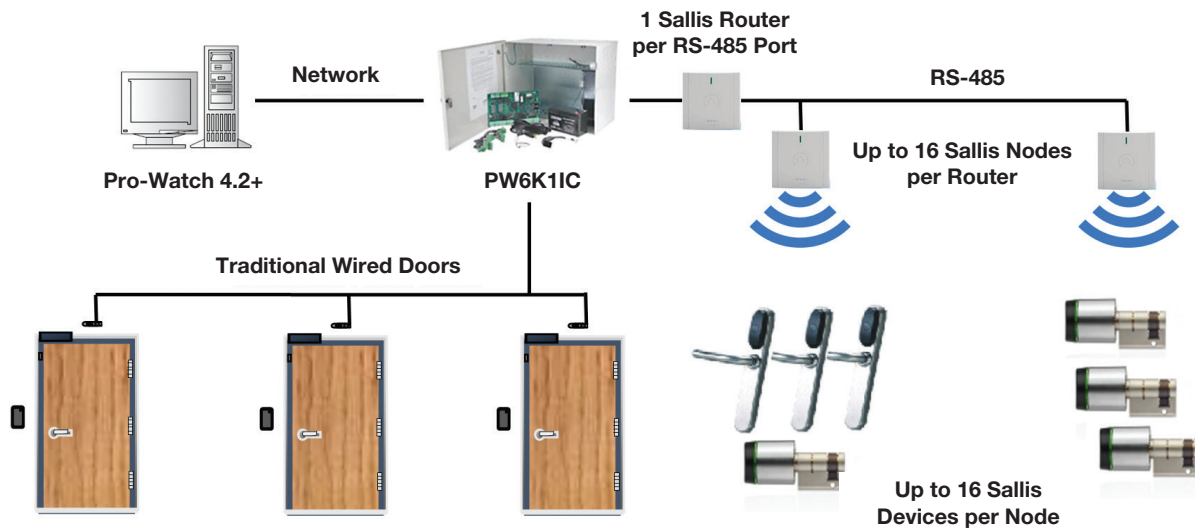 1 Sallis Router
per RS-485 Port
Network
RS-485
Up to 16 Sallis Nodes
per Router
Pro-Watch 4.2+
PW6K1IC
Traditional Wired Doors
Up to 16 Sallis
Devices per Node